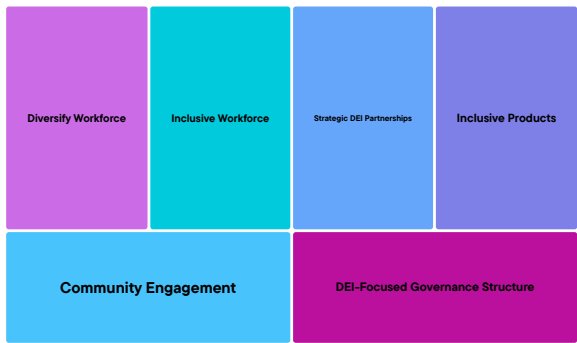 Diversify Workforce
Inclusive Workforce
Strategic DEI Partnerships
Inclusive Products
Community Engagement
DEI-Focused Governance Structure